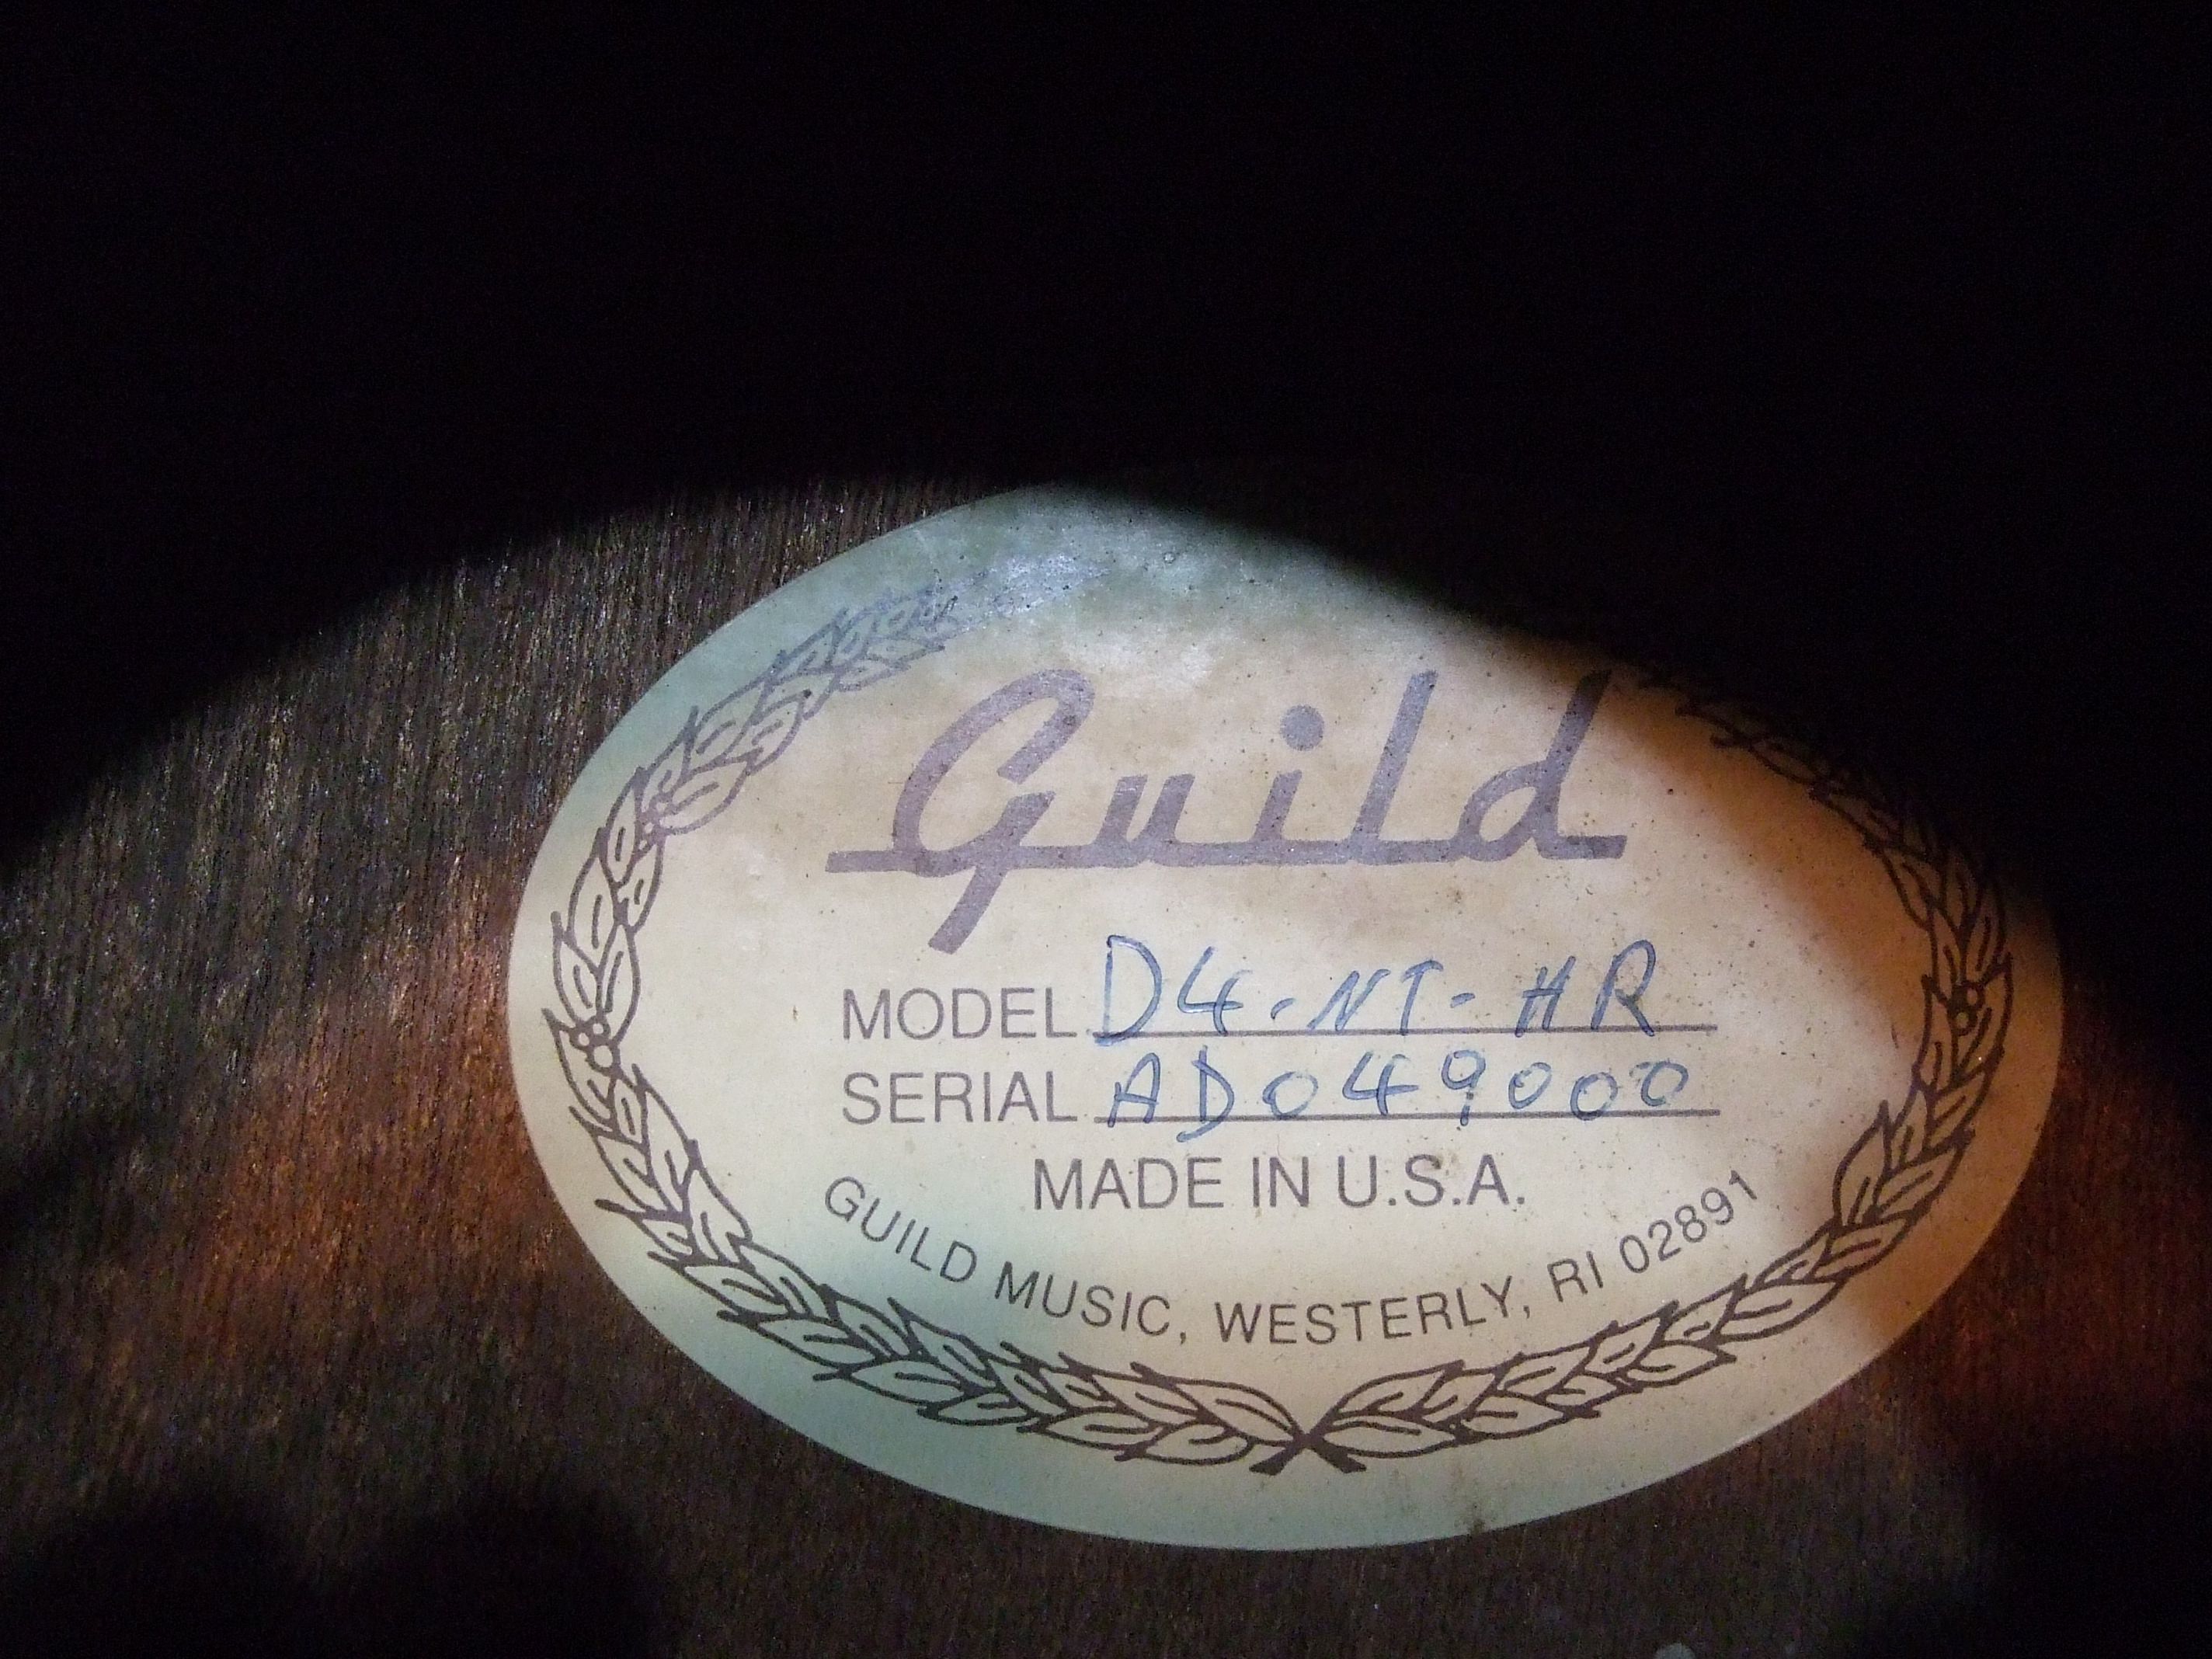 Guild
MODEL D4-NT-HR
SERIAL AD049000
MADE IN U.S.A.
GUILD MUSIC, WESTERLY, RI 02891